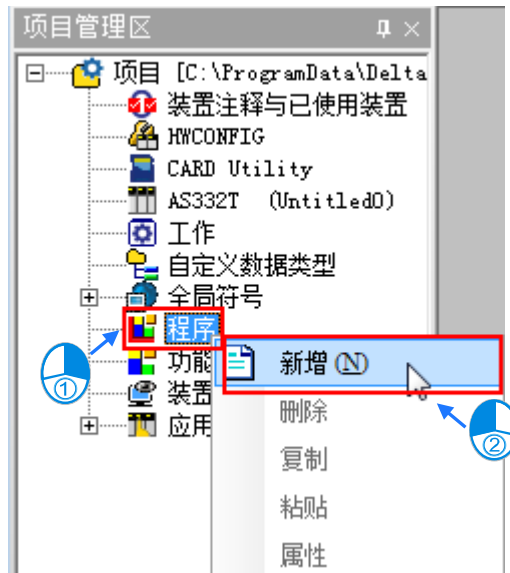 项目管理区
项目 [C:\ProgramData\Delta
装置注释与已使用装置
HWCONFIG
CARD Utility
AS332T (Untitled0)
工作
自定义数据类型
全局符号
程序
功能
装置
应用
新增(N)
删除
复制
粘贴
属性
①
②